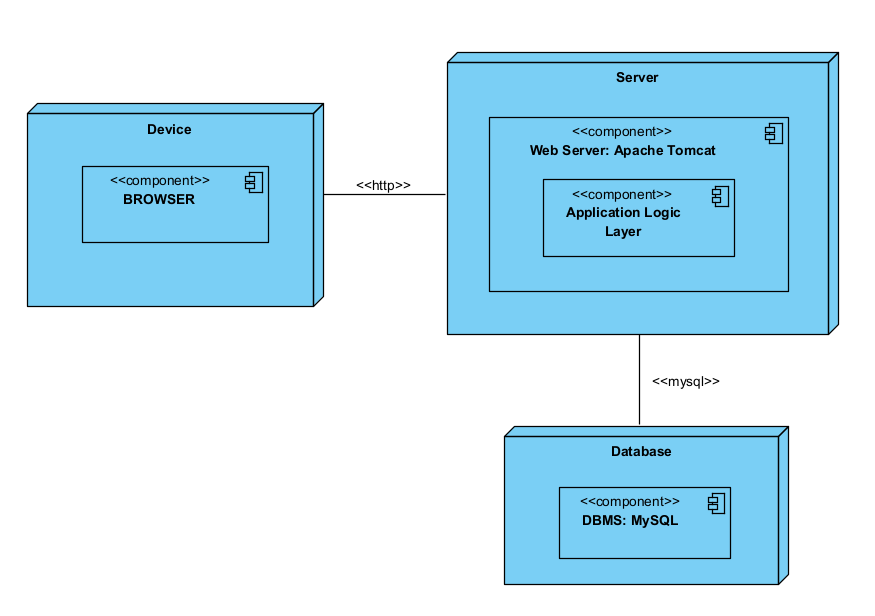 Device
<<component>>
BROWSER
<<http>>
Server
<<component>>
Web Server: Apache Tomcat
<<component>>
Application Logic
Layer
<<mysql>>
Database
<<component>>
DBMS: MySQL